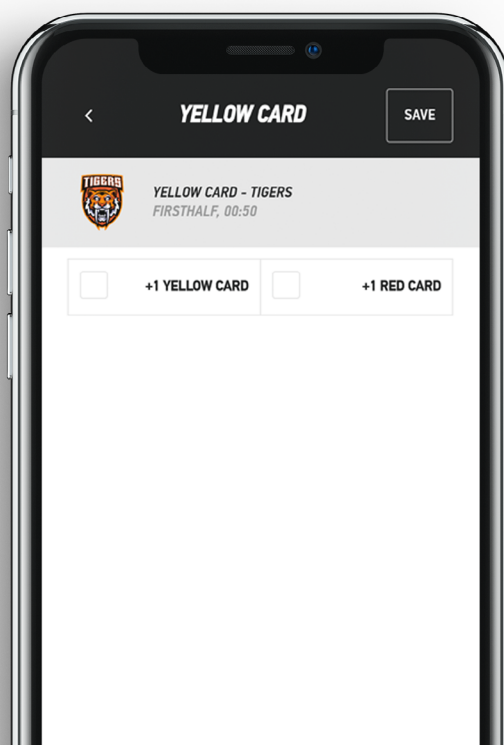 YELLOW CARD
SAVE
TIGERS
YELLOW CARD - TIGERS
FIRSTHALF, 00:50
+1 YELLOW CARD
+1 RED CARD